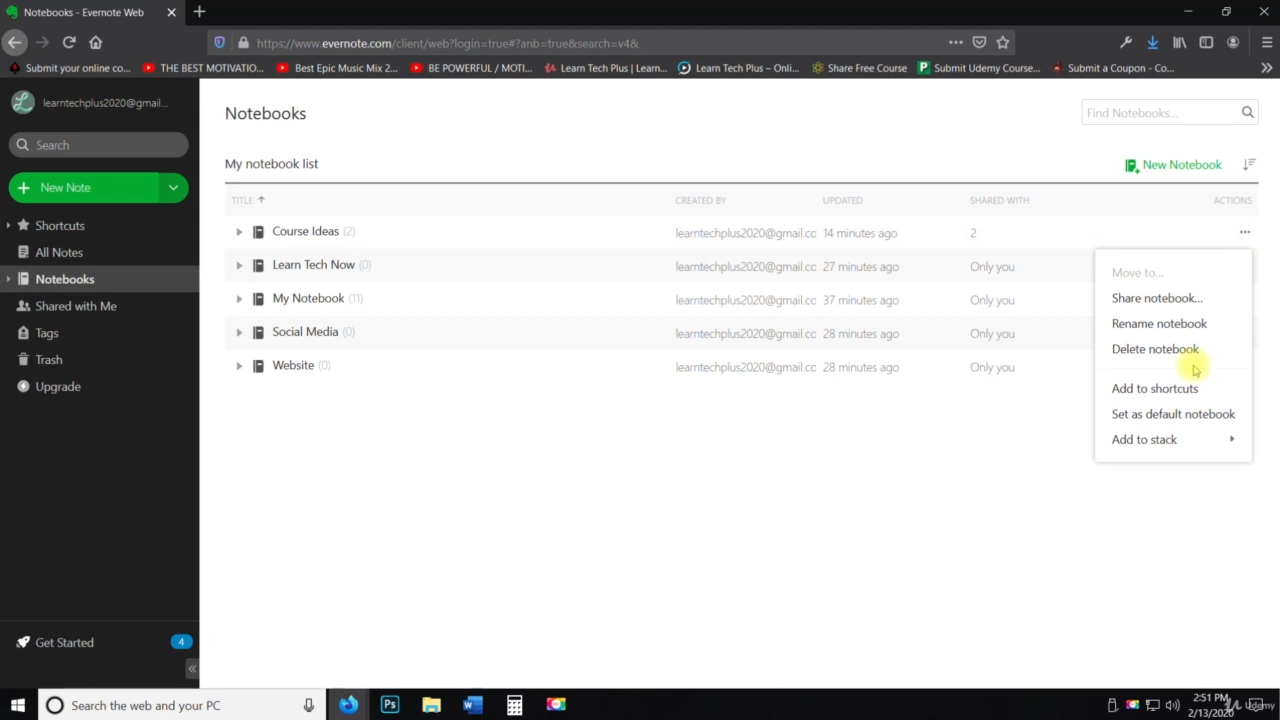 Notebooks - Evernote Web
https://www.evernote.com/client/web?login=true#?anb=true&search=v4&
Submit your online co... THE BEST MOTIVATIO... Best Epic Music Mix 2... BE POWERFUL / MOTI... Learn Tech Plus | Learn... Learn Tech Plus – Onli... Share Free Course Submit Udemy Course... Submit a Coupon - Co...
learntechplus2020@gmail...
Search
New Note
Shortcuts
All Notes
Notebooks
Shared with Me
Tags
Trash
Upgrade
Get Started 4
Notebooks
Find Notebooks...
My notebook list
New Notebook
TITLE CREATED BY UPDATED SHARED WITH ACTIONS
Course Ideas (2) learntechplus2020@gmail.cc 14 minutes ago 2
Learn Tech Now (0) learntechplus2020@gmail.cc 27 minutes ago Only you
My Notebook (11) learntechplus2020@gmail.cc 37 minutes ago Only you
Social Media (0) learntechplus2020@gmail.cc 28 minutes ago Only you
Website (0) learntechplus2020@gmail.cc 28 minutes ago Only you
Move to...
Share notebook...
Rename notebook
Delete notebook
Add to shortcuts
Set as default notebook
Add to stack
Search the web and your PC
Ps
2:51 PM
2/13/2020
Udemy